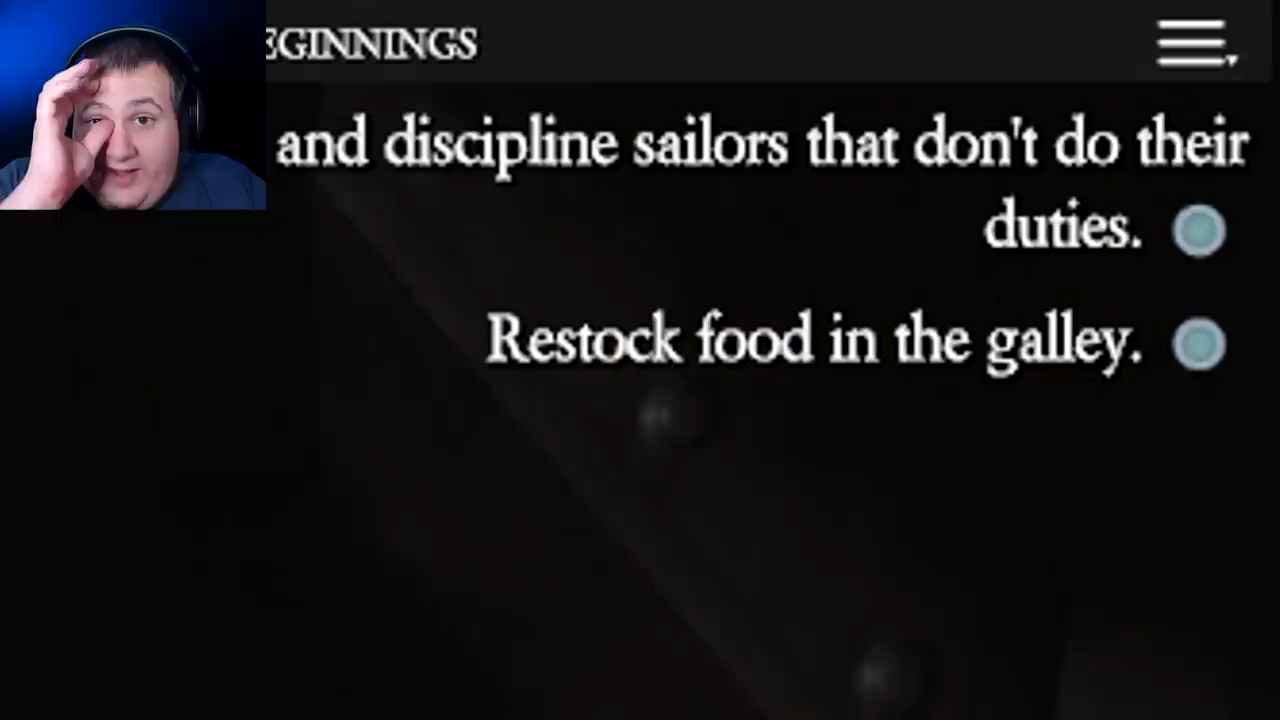 EGINNINGS
and discipline sailors that don't do their
duties.
Restock food in the galley.